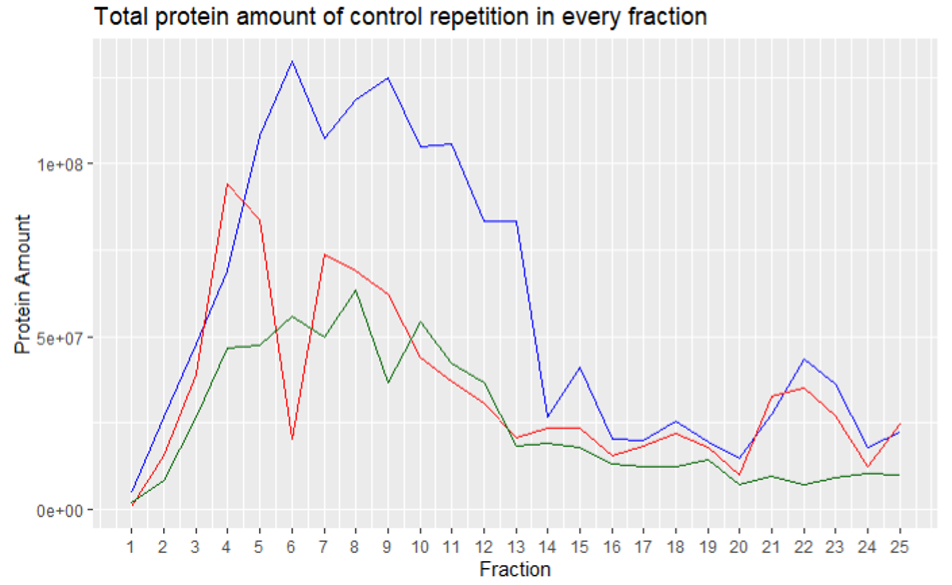 Total protein amount of control repetition in every fraction
Protein Amount
1e+08
5e+07
0e+00
1 2 3 4 5 6 7 8 9 10 11 12 13 14 15 16 17 18 19 20 21 22 23 24 25
Fraction